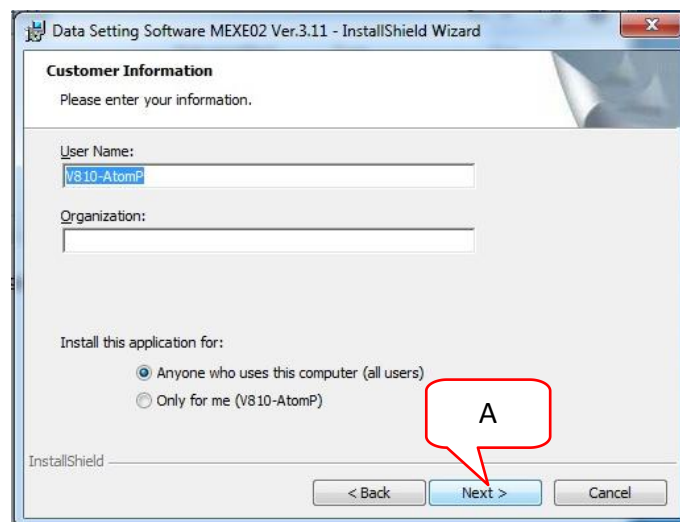 Data Setting Software MEXE02 Ver.3.11 - InstallShield Wizard
Customer Information
Please enter your information.
User Name:
V810-AtomP
Organization:
Install this application for:
Anyone who uses this computer (all users)
Only for me (V810-AtomP)
A
InstallShield
< Back Next > Cancel